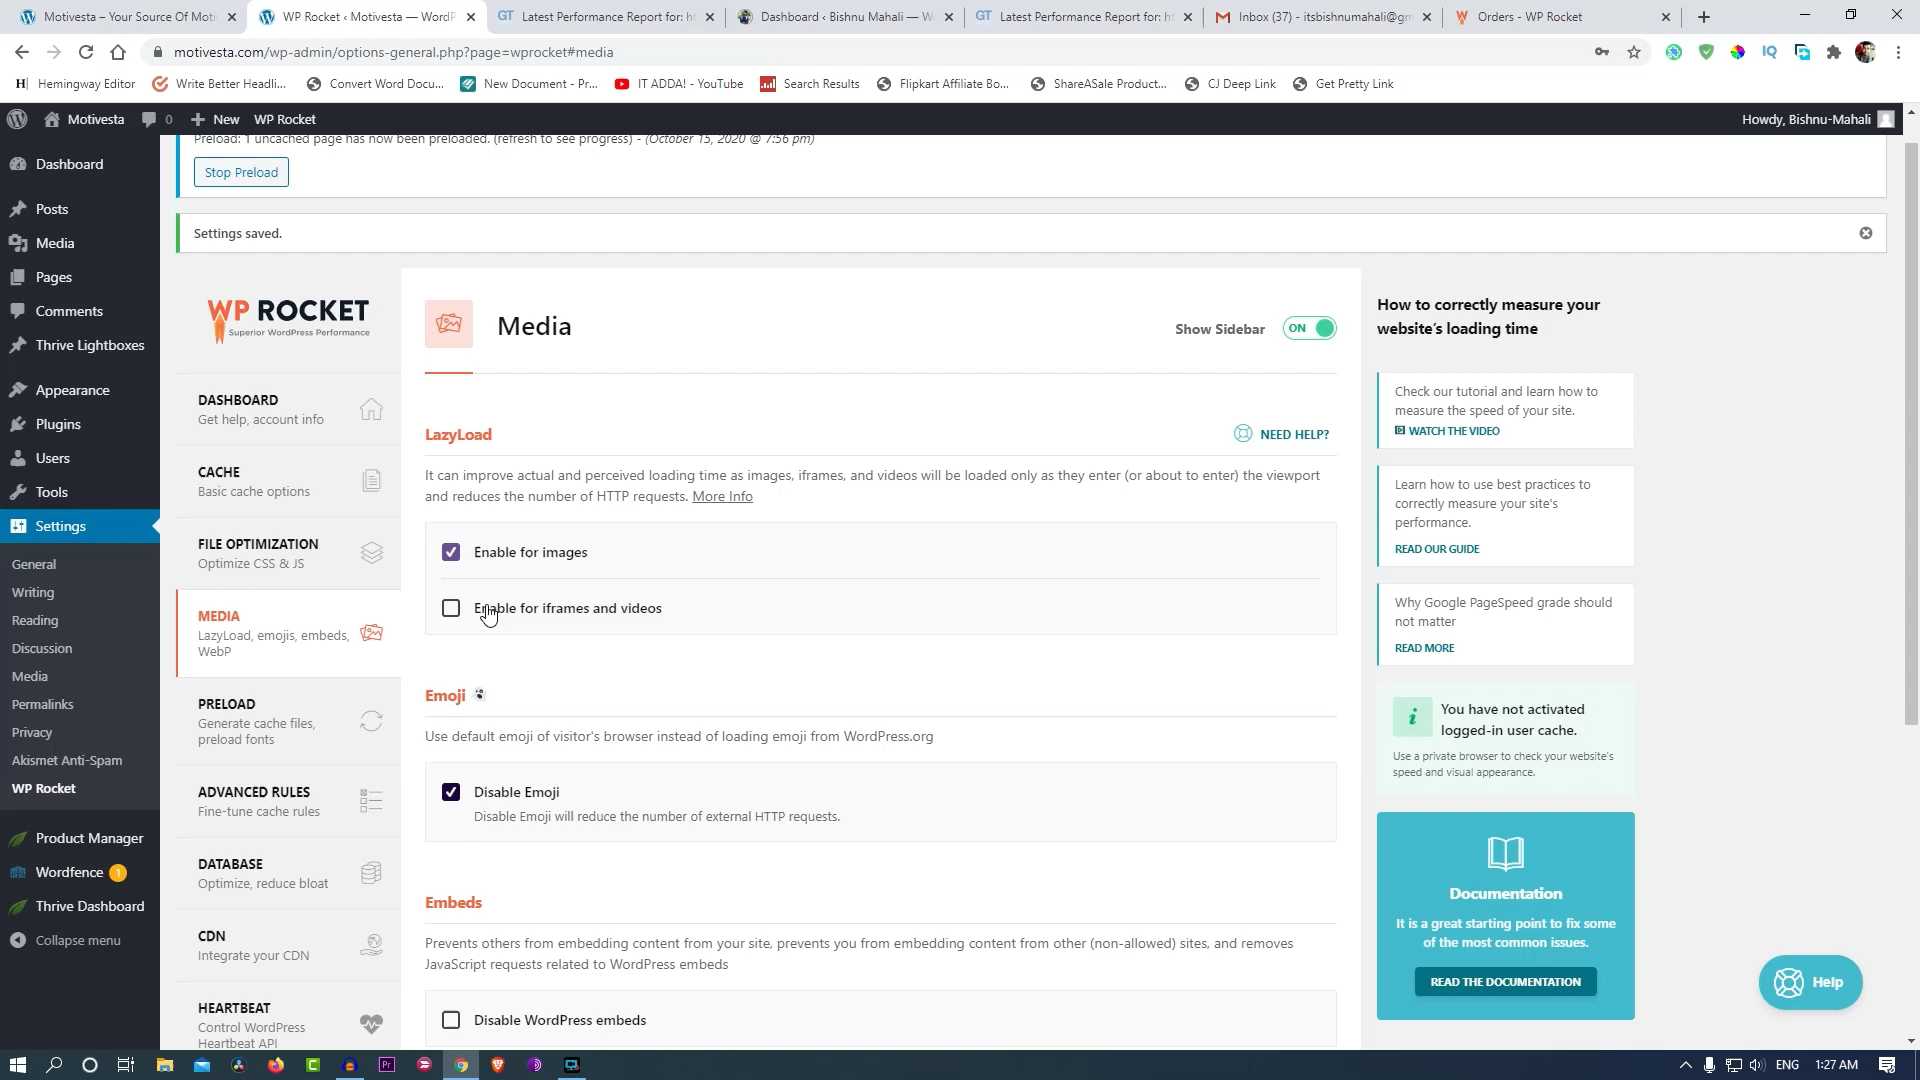 Motivesta – Your Source Of Moti
WP Rocket ‹ Motivesta — WordP
Latest Performance Report for: h
Dashboard ‹ Bishnu Mahali — W
Latest Performance Report for: h
Inbox (37) - itsbishnumahali@gm
Orders - WP Rocket
motivesta.com/wp-admin/options-general.php?page=wprocket#media
Hemingway Editor
Write Better Headli...
Convert Word Docu...
New Document - Pr...
IT ADDA! - YouTube
Search Results
Flipkart Affiliate Bo...
ShareASale Product...
CJ Deep Link
Get Pretty Link
Motivesta
0
New
WP Rocket
Howdy, Bishnu-Mahali
Dashboard
Posts
Media
Pages
Comments
Thrive Lightboxes
Appearance
Plugins
Users
Tools
Settings
General
Writing
Reading
Discussion
Media
Permalinks
Privacy
Akismet Anti-Spam
WP Rocket
Product Manager
Wordfence 1
Thrive Dashboard
Collapse menu
Preload: 1 uncached page has now been preloaded. (refresh to see progress) - (October 15, 2020 @ 7:56 pm)
Stop Preload
Settings saved.
WP ROCKET
Superior WordPress Performance
DASHBOARD
Get help, account info
CACHE
Basic cache options
FILE OPTIMIZATION
Optimize CSS & JS
MEDIA
LazyLoad, emojis, embeds,
WebP
PRELOAD
Generate cache files,
preload fonts
ADVANCED RULES
Fine-tune cache rules
DATABASE
Optimize, reduce bloat
CDN
Integrate your CDN
HEARTBEAT
Control WordPress
Heartbeat API
Media
Show Sidebar
ON
LazyLoad
NEED HELP?
It can improve actual and perceived loading time as images, iframes, and videos will be loaded only as they enter (or about to enter) the viewport
and reduces the number of HTTP requests. More Info
Enable for images
Enable for iframes and videos
Emoji
Use default emoji of visitor's browser instead of loading emoji from WordPress.org
Disable Emoji
Disable Emoji will reduce the number of external HTTP requests.
Embeds
Prevents others from embedding content from your site, prevents you from embedding content from other (non-allowed) sites, and removes
JavaScript requests related to WordPress embeds
Disable WordPress embeds
How to correctly measure your
website's loading time
Check our tutorial and learn how to
measure the speed of your site.
WATCH THE VIDEO
Learn how to use best practices to
correctly measure your site's
performance.
READ OUR GUIDE
Why Google PageSpeed grade should
not matter
READ MORE
You have not activated
logged-in user cache.
Use a private browser to check your website's
speed and visual appearance.
Documentation
It is a great starting point to fix some
of the most common issues.
READ THE DOCUMENTATION
Help
ENG
1:27 AM